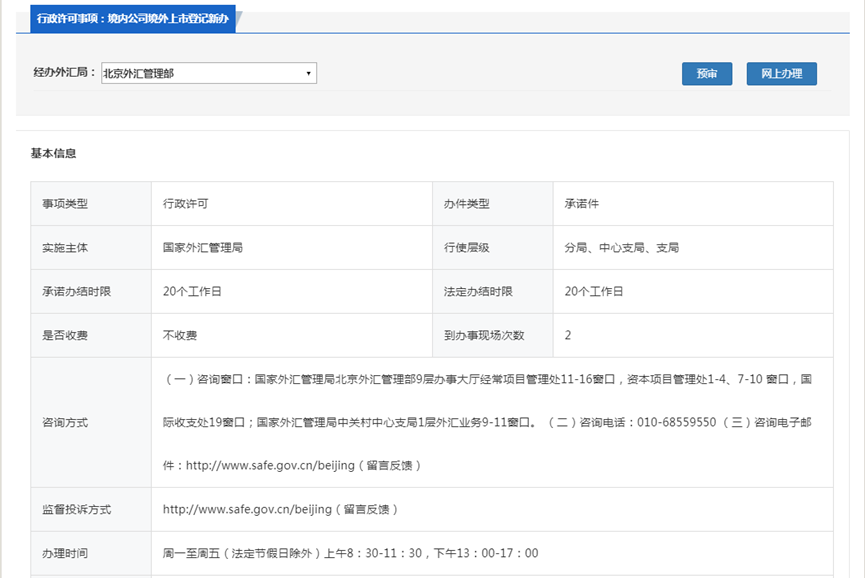 行政许可事项：境内公司境外上市登记新办
经办外汇局： 北京外汇管理部 预审 网上办理
基本信息
事项类型 行政许可 办件类型 承诺件
实施主体 国家外汇管理局 行使层级 分局、中心支局、支局
承诺办结时限 20个工作日 法定办结时限 20个工作日
是否收费 不收费 到办事现场次数 2
（一）咨询窗口：国家外汇管理局北京外汇管理部9层办事大厅经常项目管理处11-16窗口，资本项目管理处1-4、7-10 窗口，国
咨询方式 际收支处19窗口；国家外汇管理局中关村中心支局1层外汇业务9-11窗口。（二）咨询电话：010-68559550（三）咨询电子邮
件：http://www.safe.gov.cn/beijing（留言反馈）
监督投诉方式 http://www.safe.gov.cn/beijing（留言反馈）
办理时间 周一至周五（法定节假日除外）上午8：30-11：30，下午13：00-17：00